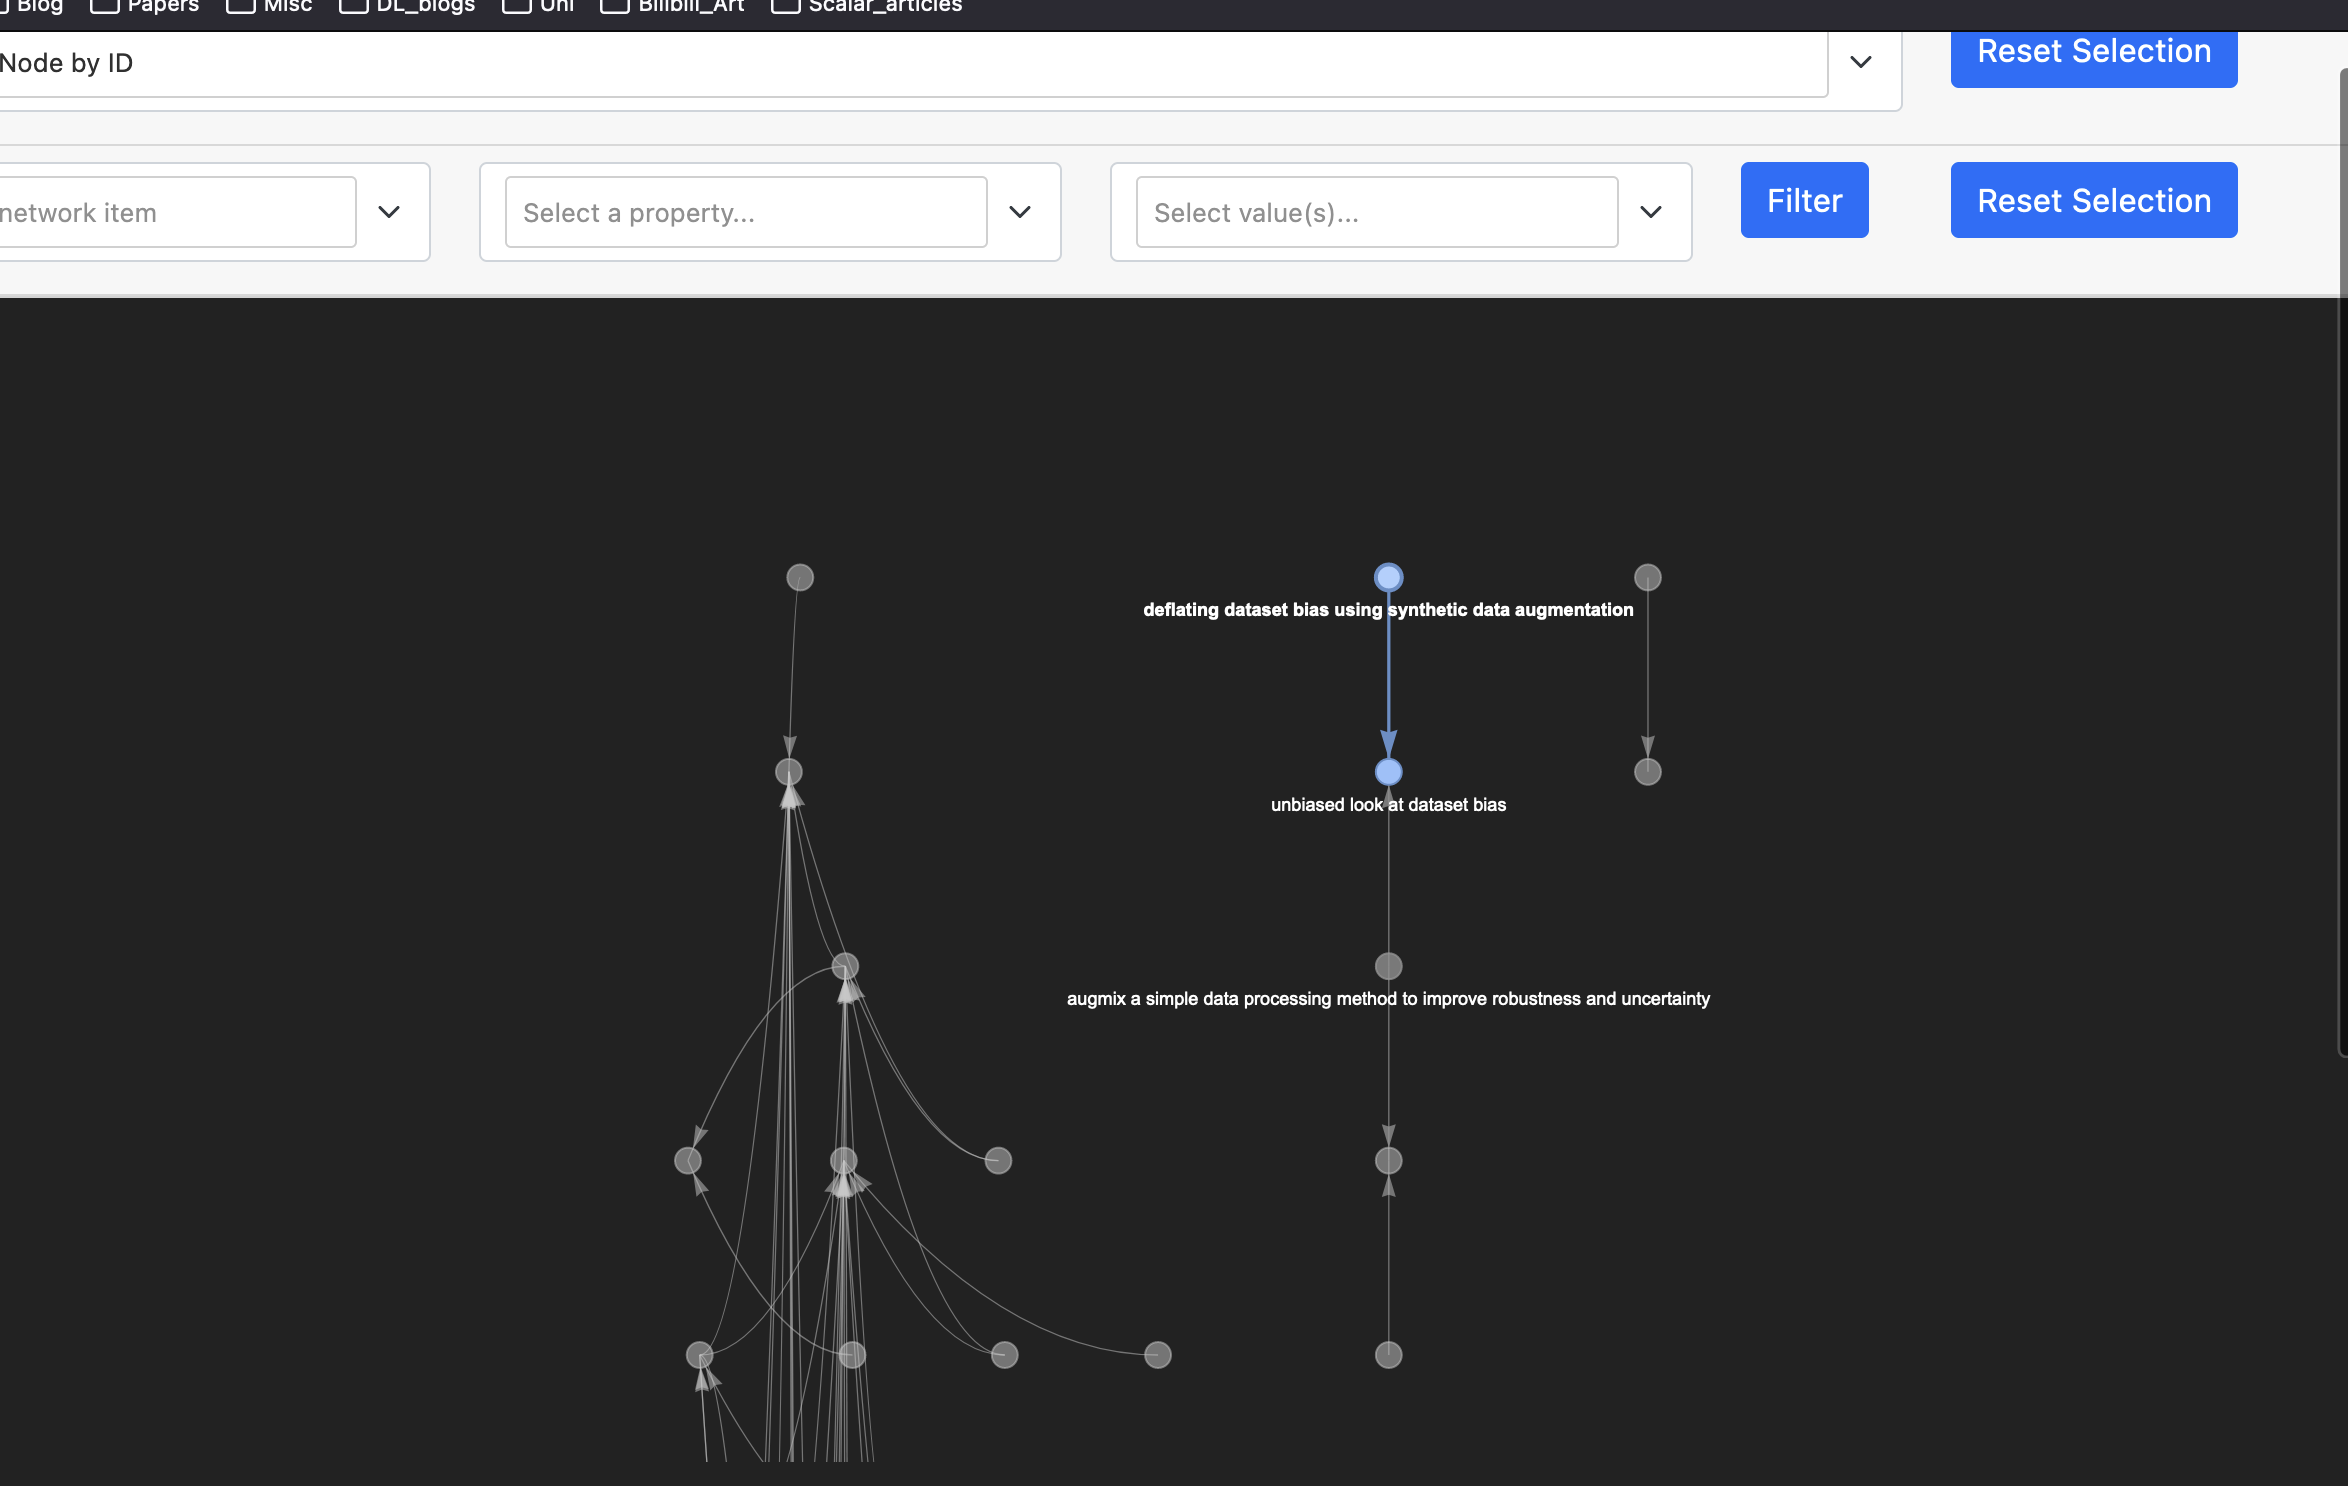 Blog Papers Misc DL_blogs Uni Bilibili_Art Scalar_articles
Node by ID
Reset Selection
network item
Select a property...
Select value(s)...
Filter
Reset Selection
deflating dataset bias using synthetic data augmentation
unbiased look at dataset bias
augmix a simple data processing method to improve robustness and uncertainty